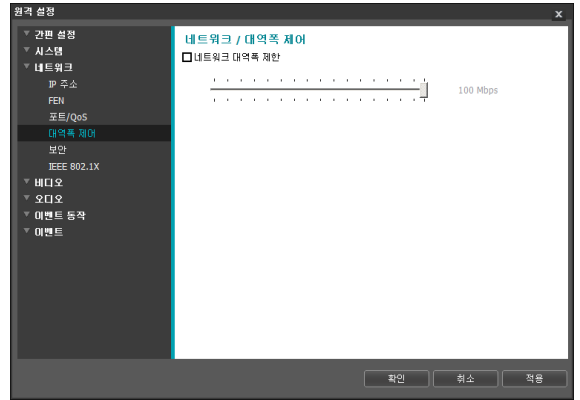 원격 설정
x
간편 설정
시스템
네트워크
IP 주소
FEN
포트/QoS
대역폭 제어
보안
IEEE 802.1X
비디오
오디오
이벤트 동작
이벤트
네트워크 / 대역폭 제어
네트워크 대역폭 제한
100 Mbps
확인
취소
적용